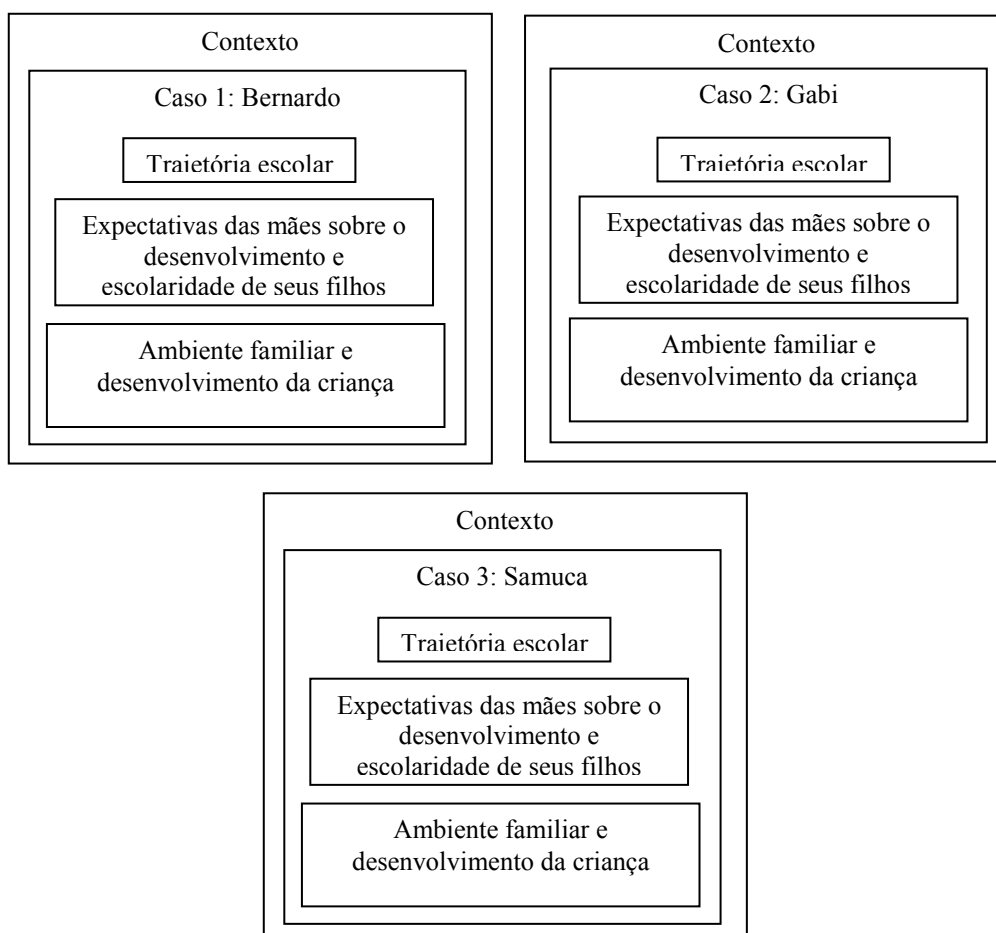 Contexto
Caso 1: Bernardo
Trajetória escolar
Expectativas das mães sobre o
desenvolvimento e
escolaridade de seus filhos
Ambiente familiar e
desenvolvimento da criança
Contexto
Caso 2: Gabi
Trajetória escolar
Expectativas das mães sobre o
desenvolvimento e
escolaridade de seus filhos
Ambiente familiar e
desenvolvimento da criança
Contexto
Caso 3: Samuca
Trajetória escolar
Expectativas das mães sobre o
desenvolvimento e
escolaridade de seus filhos
Ambiente familiar e
desenvolvimento da criança